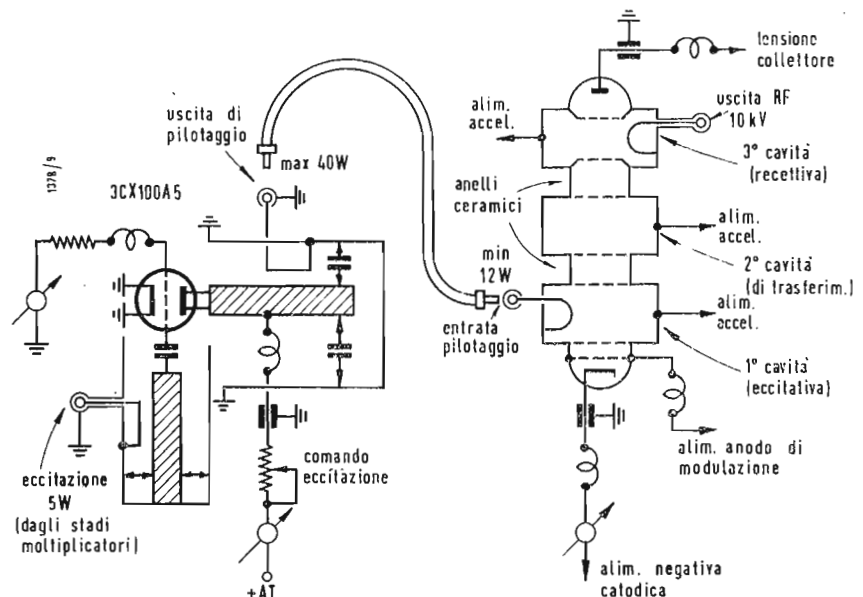 tensione
collettore
uscita di
pilotaggio
alim.
accel.
uscita RF
10 kV
max 40W
1378/9
3° cavità
(recettiva)
3CX100A5
anelli
ceramici
alim.
accel.
min
12W
2° cavità
(di trasferim.)
alim.
accel.
entrata
pilotaggio
1° cavità
(eccitativa)
alim. anodo di
modulazione
comando
eccitazione
eccitazione
5W
(dagli stadi
moltiplicatori)
+AT
alim. negativa
catodica